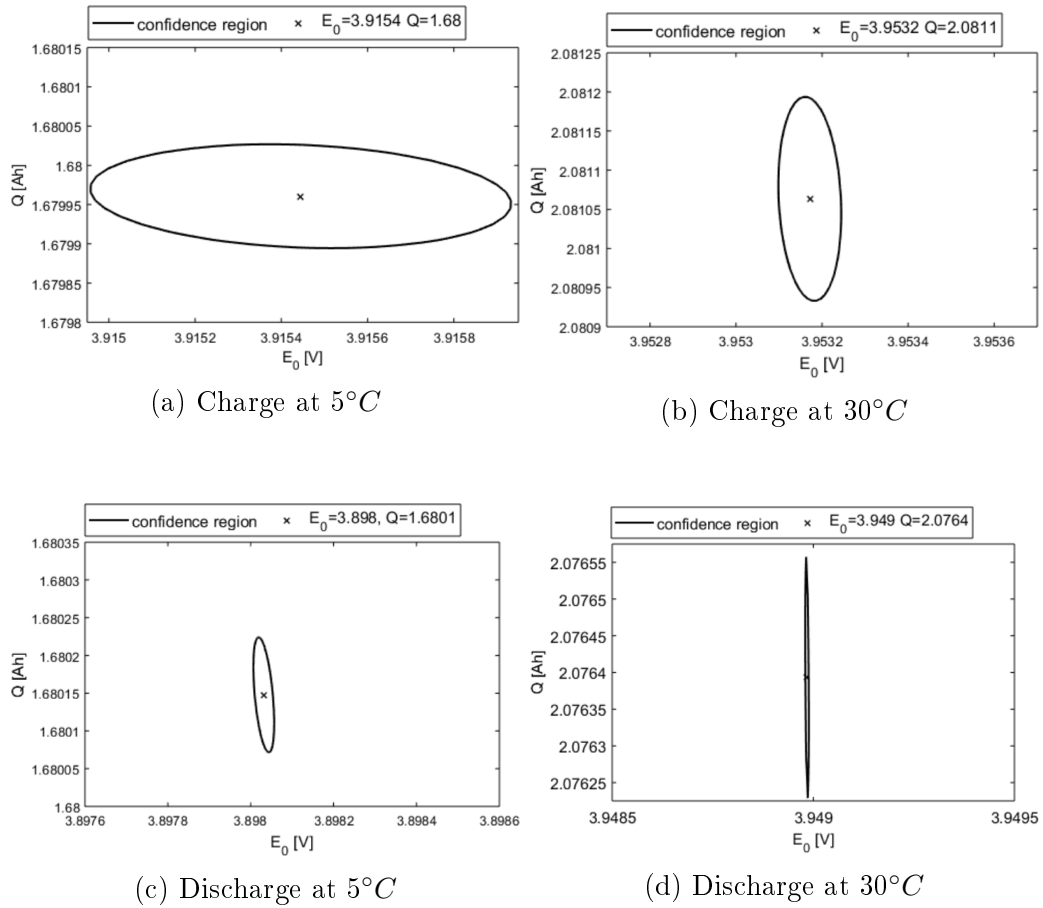 confidence region × E₀=3.9154 Q=1.68
1.68015
1.6801
1.68005
1.68
1.67995
1.6799
1.67985
1.6798
Q [Ah]
3.915 3.9152 3.9154 3.9156 3.9158
E₀ [V]
(a) Charge at 5°C
confidence region × E₀=3.9532 Q=2.0811
2.08125
2.0812
2.08115
2.0811
2.08105
2.081
2.08095
2.0809
Q [Ah]
3.9528 3.953 3.9532 3.9534 3.9536
E₀ [V]
(b) Charge at 30°C
confidence region × E₀=3.898, Q=1.6801
1.68035
1.6803
1.68025
1.6802
1.68015
1.6801
1.68005
1.68
Q [Ah]
3.8976 3.8978 3.898 3.8982 3.8984 3.8986
E₀ [V]
(c) Discharge at 5°C
confidence region × E₀=3.949 Q=2.0764
2.07655
2.0765
2.07645
2.0764
2.07635
2.0763
2.07625
Q [Ah]
3.9485 3.949 3.9495
E₀ [V]
(d) Discharge at 30°C